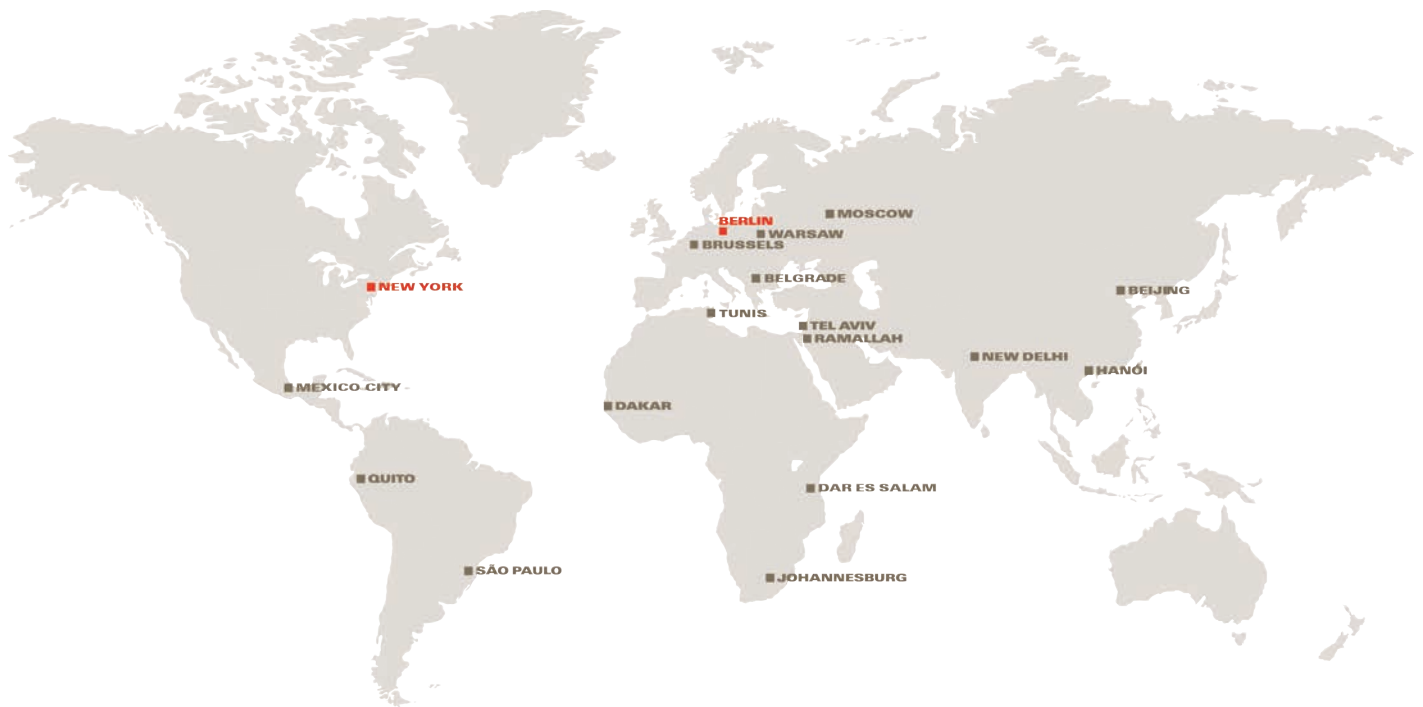 MOSCOW
BERLIN
WARSAW
BRUSSELS
BELGRADE
NEW YORK
BEIJING
TUNIS
TEL AVIV
RAMALLAH
NEW DELHI
HANÓI
MEXICO CITY
DAKAR
QUITO
DAR ES SALAM
SÃO PAULO
JOHANNESBURG